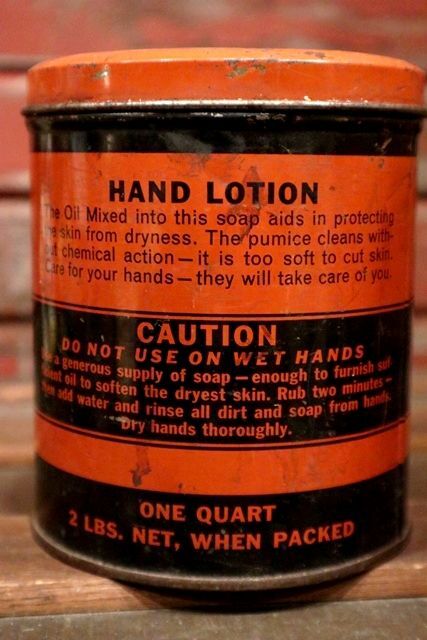 HAND LOTION
The Oil Mixed into this soap aids in protecting
the skin from dryness. The pumice cleans with-
out chemical action—it is too soft to cut skin.
Care for your hands—they will take care of you.
CAUTION
DO NOT USE ON WET HANDS
a generous supply of soap—enough to furnish suf-
ficient oil to soften the dryest skin. Rub two minutes—
then add water and rinse all dirt and soap from hands.
Dry hands thoroughly.
ONE QUART
2 LBS. NET, WHEN PACKED